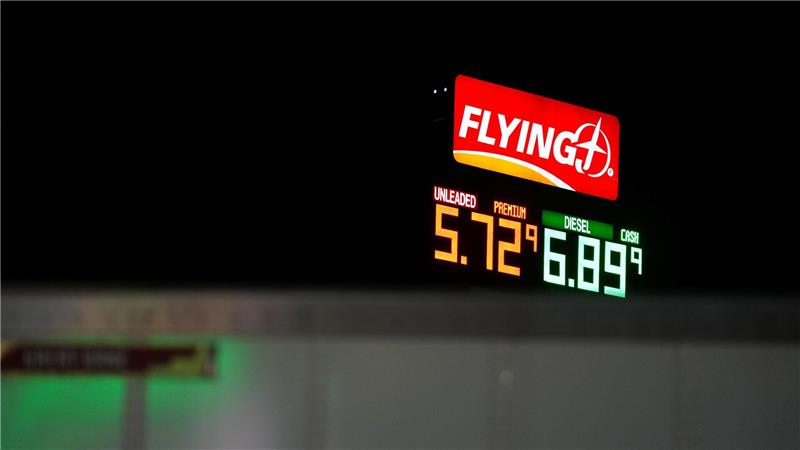 FLYING J®
UNLEADED PREMIUM
5.72 9
DIESEL CASH
6.89 9